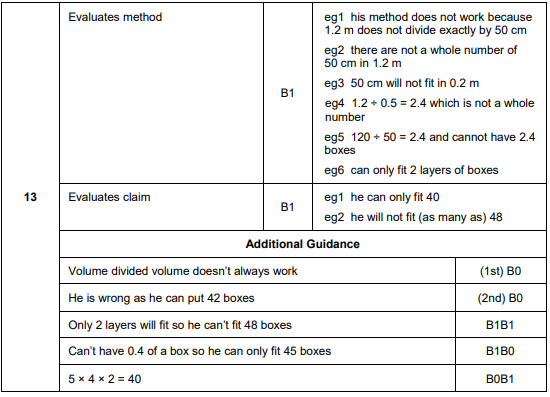 Evaluates method
B1
eg1 his method does not work because
1.2 m does not divide exactly by 50 cm
eg2 there are not a whole number of
50 cm in 1.2 m
eg3 50 cm will not fit in 0.2 m
eg4 1.2 ÷ 0.5 = 2.4 which is not a whole
number
eg5 120 ÷ 50 = 2.4 and cannot have 2.4
boxes
eg6 can only fit 2 layers of boxes
13
Evaluates claim
B1
eg1 he can only fit 40
eg2 he will not fit (as many as) 48
Additional Guidance
Volume divided volume doesn't always work (1st) B0
He is wrong as he can put 42 boxes (2nd) B0
Only 2 layers will fit so he can't fit 48 boxes B1B1
Can't have 0.4 of a box so he can only fit 45 boxes B1B0
5 × 4 × 2 = 40 B0B1